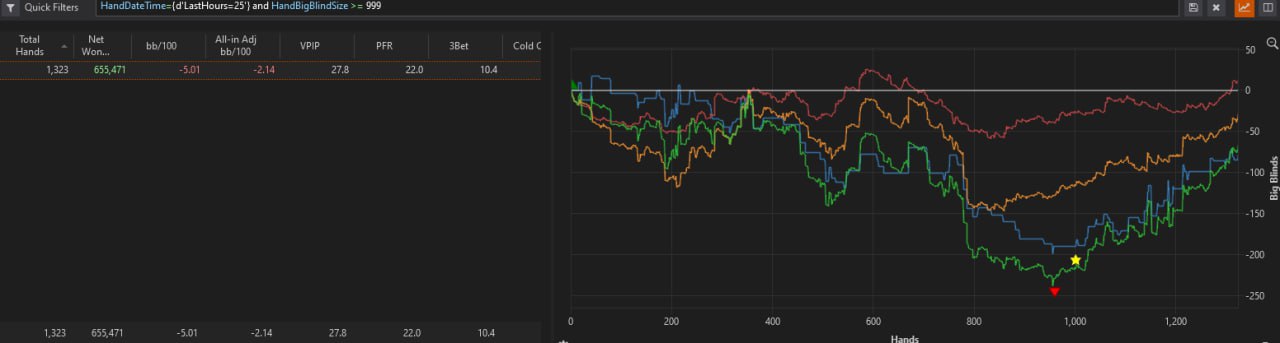 Quick Filters HandDateTime={d'LastHours=25'} and HandBigBlindSize >= 999
Total Hands Net Won... bb/100 All-in Adj bb/100 VPIP PFR 3Bet Cold C
1,323 655,471 -5.01 -2.14 27.8 22.0 10.4
1,323 655,471 -5.01 -2.14 27.8 22.0 10.4
50
0
-50
-100
-150
-200
-250
Big Blinds
0 200 400 600 800 1,000 1,200
Hands